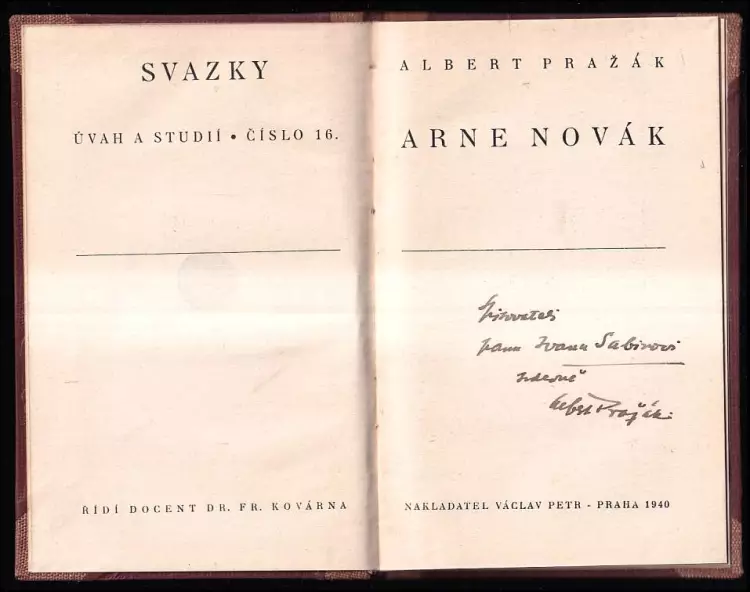 SVAZKY
ÚVAH A STUDIÍ • ČÍSLO 16.
ŘÍDÍ DOCENT DR. FR. KOVÁRNA
ALBERT PRAŽÁK
ARNE NOVÁK
Spisovateli
panu Ivanu Sabirovi
srdečně
Albert Pražák.
NAKLADATEL VÁCLAV PETR - PRAHA 1940